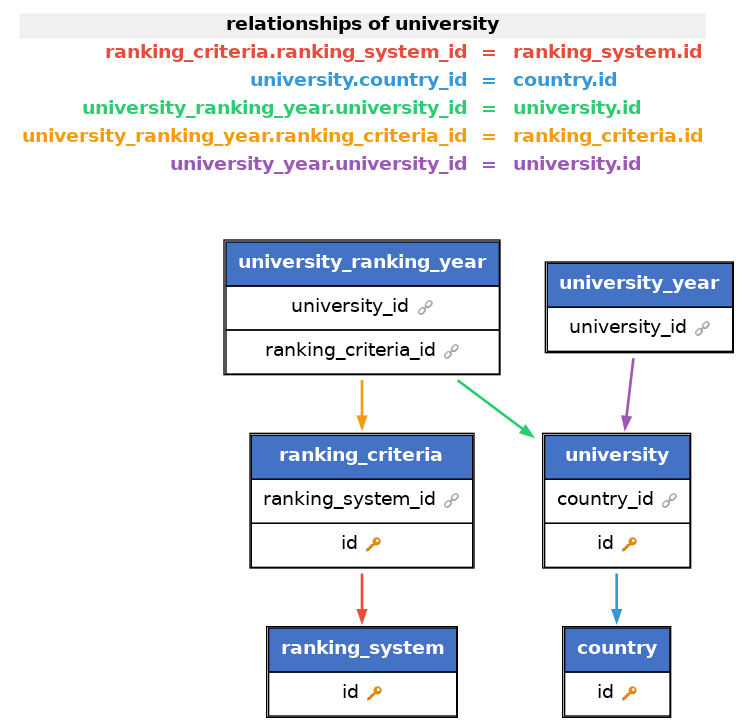 relationships of university
ranking_criteria.ranking_system_id = ranking_system.id
university.country_id = country.id
university_ranking_year.university_id = university.id
university_ranking_year.ranking_criteria_id = ranking_criteria.id
university_year.university_id = university.id
university_ranking_year
university_id
ranking_criteria_id
university_year
university_id
ranking_criteria
ranking_system_id
id
university
country_id
id
ranking_system
id
country
id